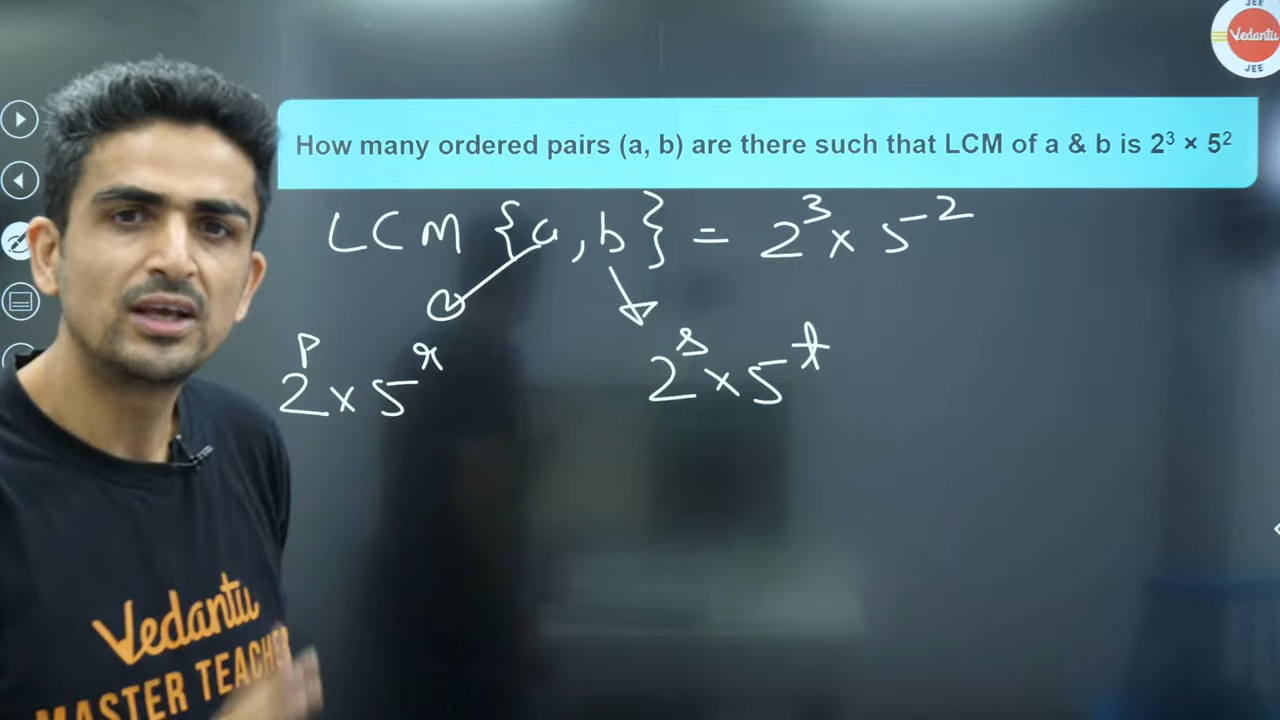 JEE
Vedantu
JEE
How many ordered pairs (a, b) are there such that LCM of a & b is 2³ × 5²
LCM {a, b} = 2³ × 5²
2ᵖ × 5ʳ 2ˢ × 5ᵗ
Vedantu
MASTER TEACHER